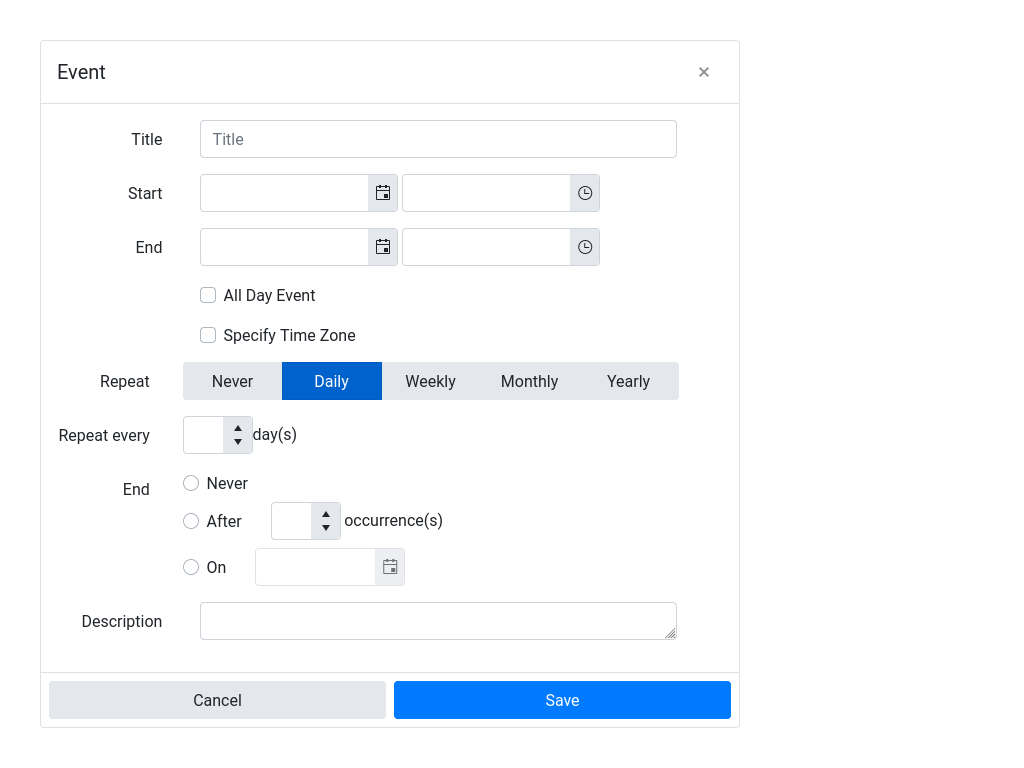 Event ×
Title Title
Start
End
All Day Event
Specify Time Zone
Repeat Never Daily Weekly Monthly Yearly
Repeat every day(s)
End Never
After occurrence(s)
On
Description
Cancel Save